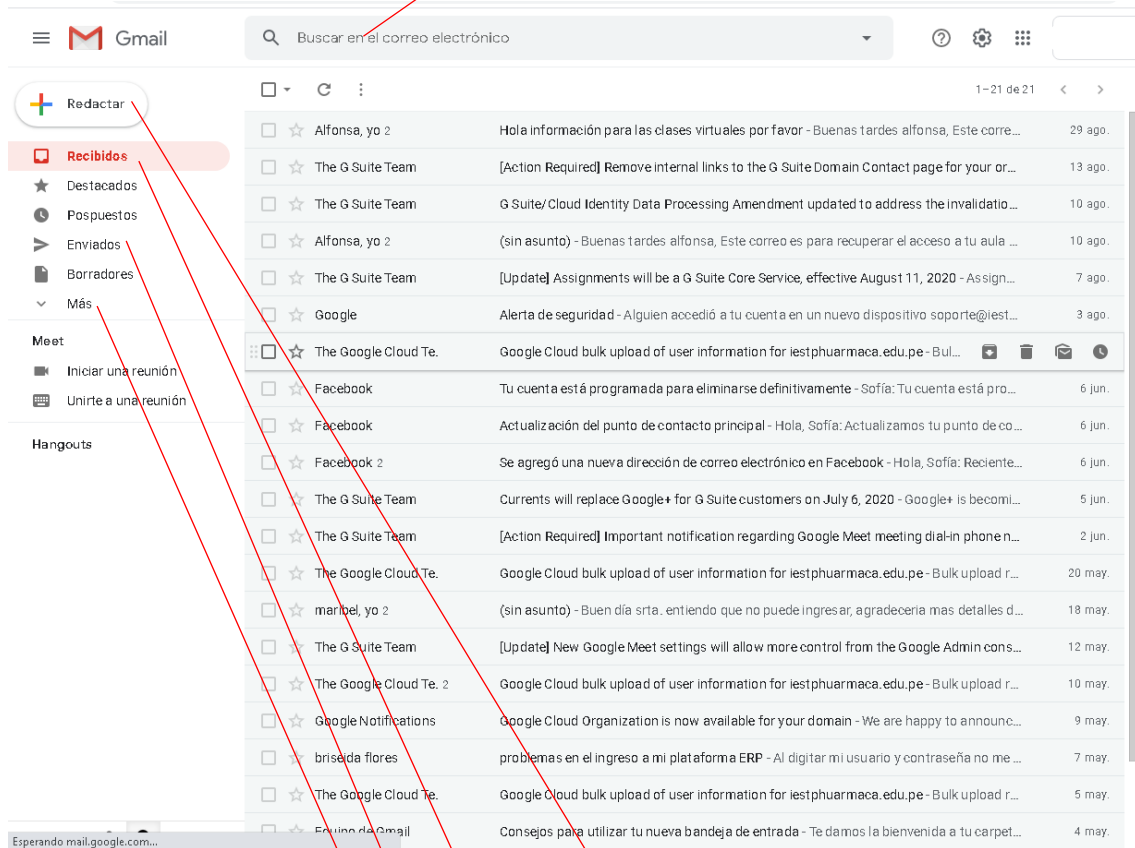 Gmail
Buscar en el correo electrónico
Redactar
1–21 de 21
Recibidos
Destacados
Pospuestos
Enviados
Borradores
Más
Meet
Iniciar una reunión
Unirte a una reunión
Hangouts
Alfonsa, yo 2 Hola información para las clases virtuales por favor - Buenas tardes alfonsa, Este corre... 29 ago.
The G Suite Team [Action Required] Remove internal links to the G Suite Domain Contact page for your or... 13 ago.
The G Suite Team G Suite/Cloud Identity Data Processing Amendment updated to address the invalidatio... 10 ago.
Alfonsa, yo 2 (sin asunto) - Buenas tardes alfonsa, Este correo es para recuperar el acceso a tu aula ... 10 ago.
The G Suite Team [Update] Assignments will be a G Suite Core Service, effective August 11, 2020 - Assign... 7 ago.
Google Alerta de seguridad - Alguien accedió a tu cuenta en un nuevo dispositivo soporte@iest... 3 ago.
The Google Cloud Te. Google Cloud bulk upload of user information for iestphuarmaca.edu.pe - Bul...
Facebook Tu cuenta está programada para eliminarse definitivamente - Sofía: Tu cuenta está pro... 6 jun.
Facebook Actualización del punto de contacto principal - Hola, Sofía: Actualizamos tu punto de co... 6 jun.
Facebook 2 Se agregó una nueva dirección de correo electrónico en Facebook - Hola, Sofía: Reciente... 6 jun.
The G Suite Team Currents will replace Google+ for G Suite customers on July 6, 2020 - Google+ is becomi... 5 jun.
The G Suite Team [Action Required] Important notification regarding Google Meet meeting dial-in phone n... 2 jun.
The Google Cloud Te. Google Cloud bulk upload of user information for iestphuarmaca.edu.pe - Bulk upload r... 20 may.
maribel, yo 2 (sin asunto) - Buen día srta. entiendo que no puede ingresar, agradeceria mas detalles d... 18 may.
The G Suite Team [Update] New Google Meet settings will allow more control from the Google Admin cons... 12 may.
The Google Cloud Te. 2 Google Cloud bulk upload of user information for iestphuarmaca.edu.pe - Bulk upload r... 10 may.
Google Notifications Google Cloud Organization is now available for your domain - We are happy to announc... 9 may.
briseida flores problemas en el ingreso a mi plataforma ERP - Al digitar mi usuario y contraseña no me ... 7 may.
The Google Cloud Te. Google Cloud bulk upload of user information for iestphuarmaca.edu.pe - Bulk upload r... 5 may.
Equipo de Gmail Consejos para utilizar tu nueva bandeja de entrada - Te damos la bienvenida a tu carpet... 4 may.
Esperando mail.google.com...